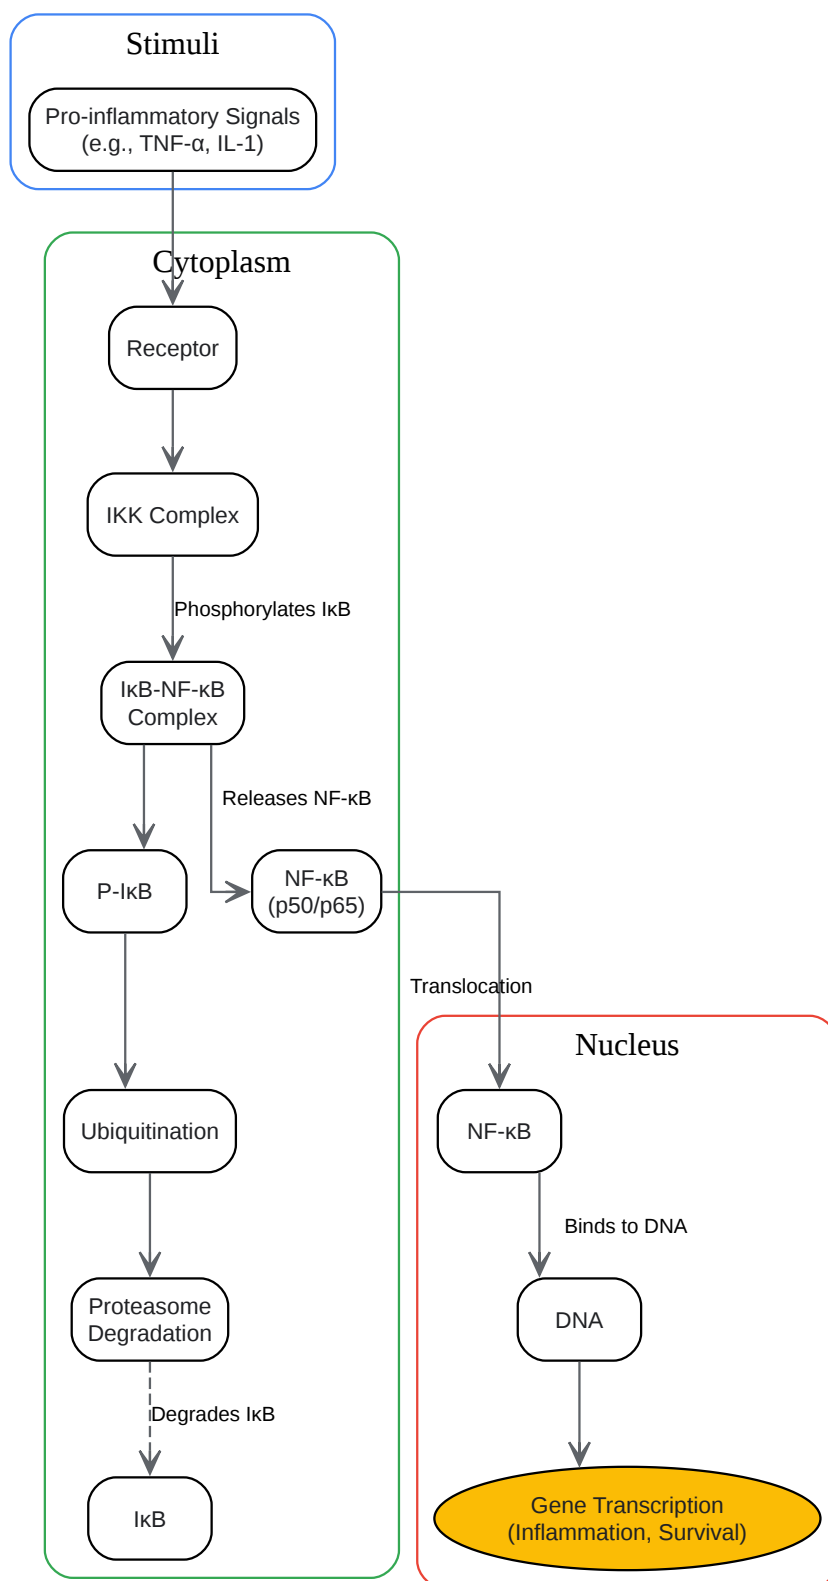 Stimuli
Pro-inflammatory Signals
(e.g., TNF-α, IL-1)
Cytoplasm
Receptor
IKK Complex
Phosphorylates IκB
IκB-NF-κB
Complex
Releases NF-κB
P-IκB
NF-κB
(p50/p65)
Translocation
Nucleus
Ubiquitination
NF-κB
Binds to DNA
Proteasome
Degradation
DNA
Degrades IκB
IκB
Gene Transcription
(Inflammation, Survival)